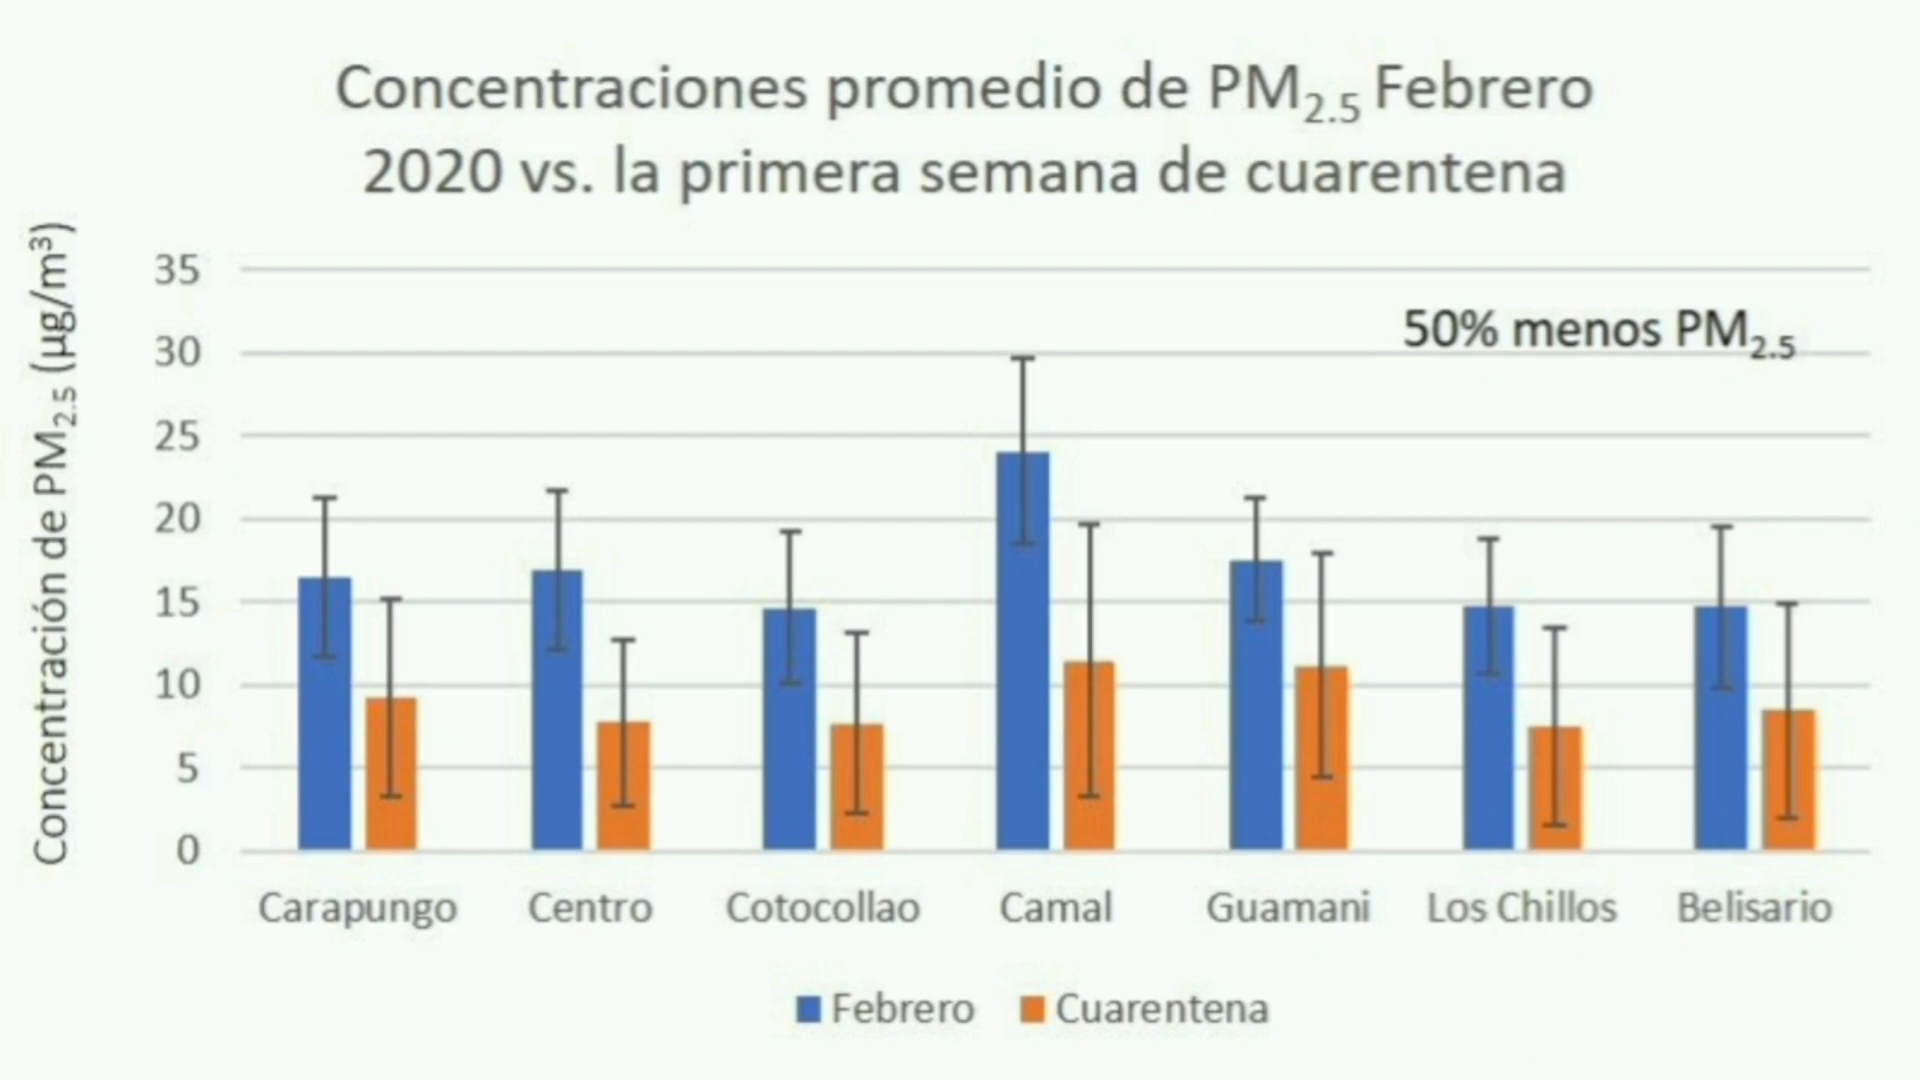 Concentraciones promedio de PM2.5 Febrero
2020 vs. la primera semana de cuarentena
Concentración de PM2.5 (µg/m³)
35
30
25
20
15
10
5
0
50% menos PM2.5
Carapungo Centro Cotocollao Camal Guamani Los Chillos Belisario
Febrero Cuarentena